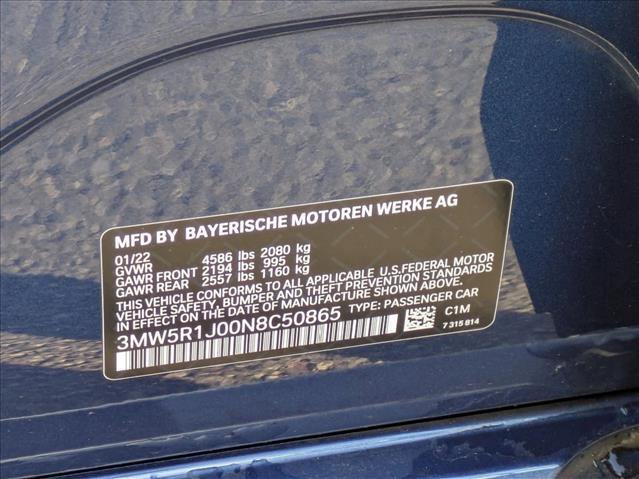 MFD BY BAYERISCHE MOTOREN WERKE AG
01/22
GVWR 4586 lbs 2080 kg
GAWR FRONT 2194 lbs 995 kg
GAWR REAR 2557 lbs 1160 kg
THIS VEHICLE CONFORMS TO ALL APPLICABLE U.S.FEDERAL MOTOR
VEHICLE SAFETY, BUMPER AND THEFT PREVENTION STANDARDS
IN EFFECT ON THE DATE OF MANUFACTURE SHOWN ABOVE.
3MW5R1J00N8C50865 TYPE: PASSENGER CAR
C1M
7 315 814